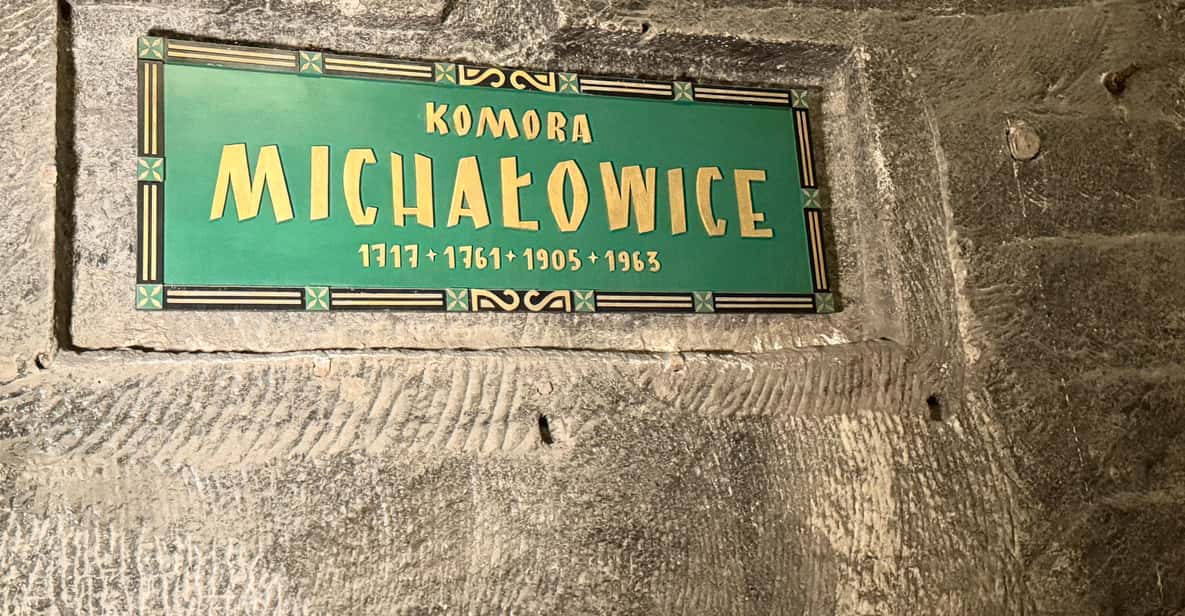 KOMORA
MICHAŁOWICE
1717 + 1761 + 1905 + 1963